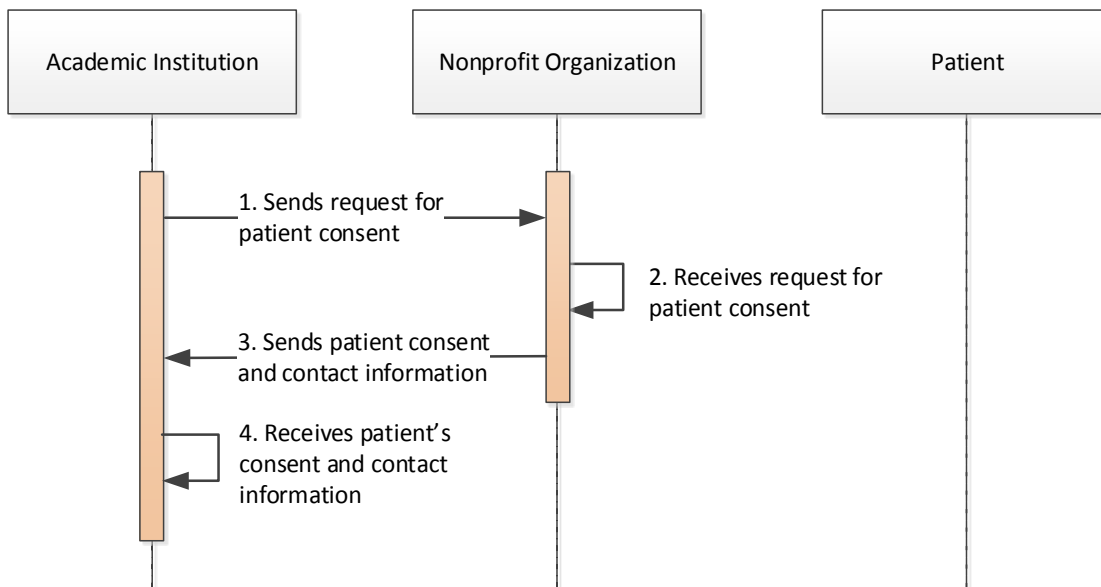 Academic Institution
Nonprofit Organization
Patient
1. Sends request for
patient consent
2. Receives request for
patient consent
3. Sends patient consent
and contact information
4. Receives patient’s
consent and contact
information